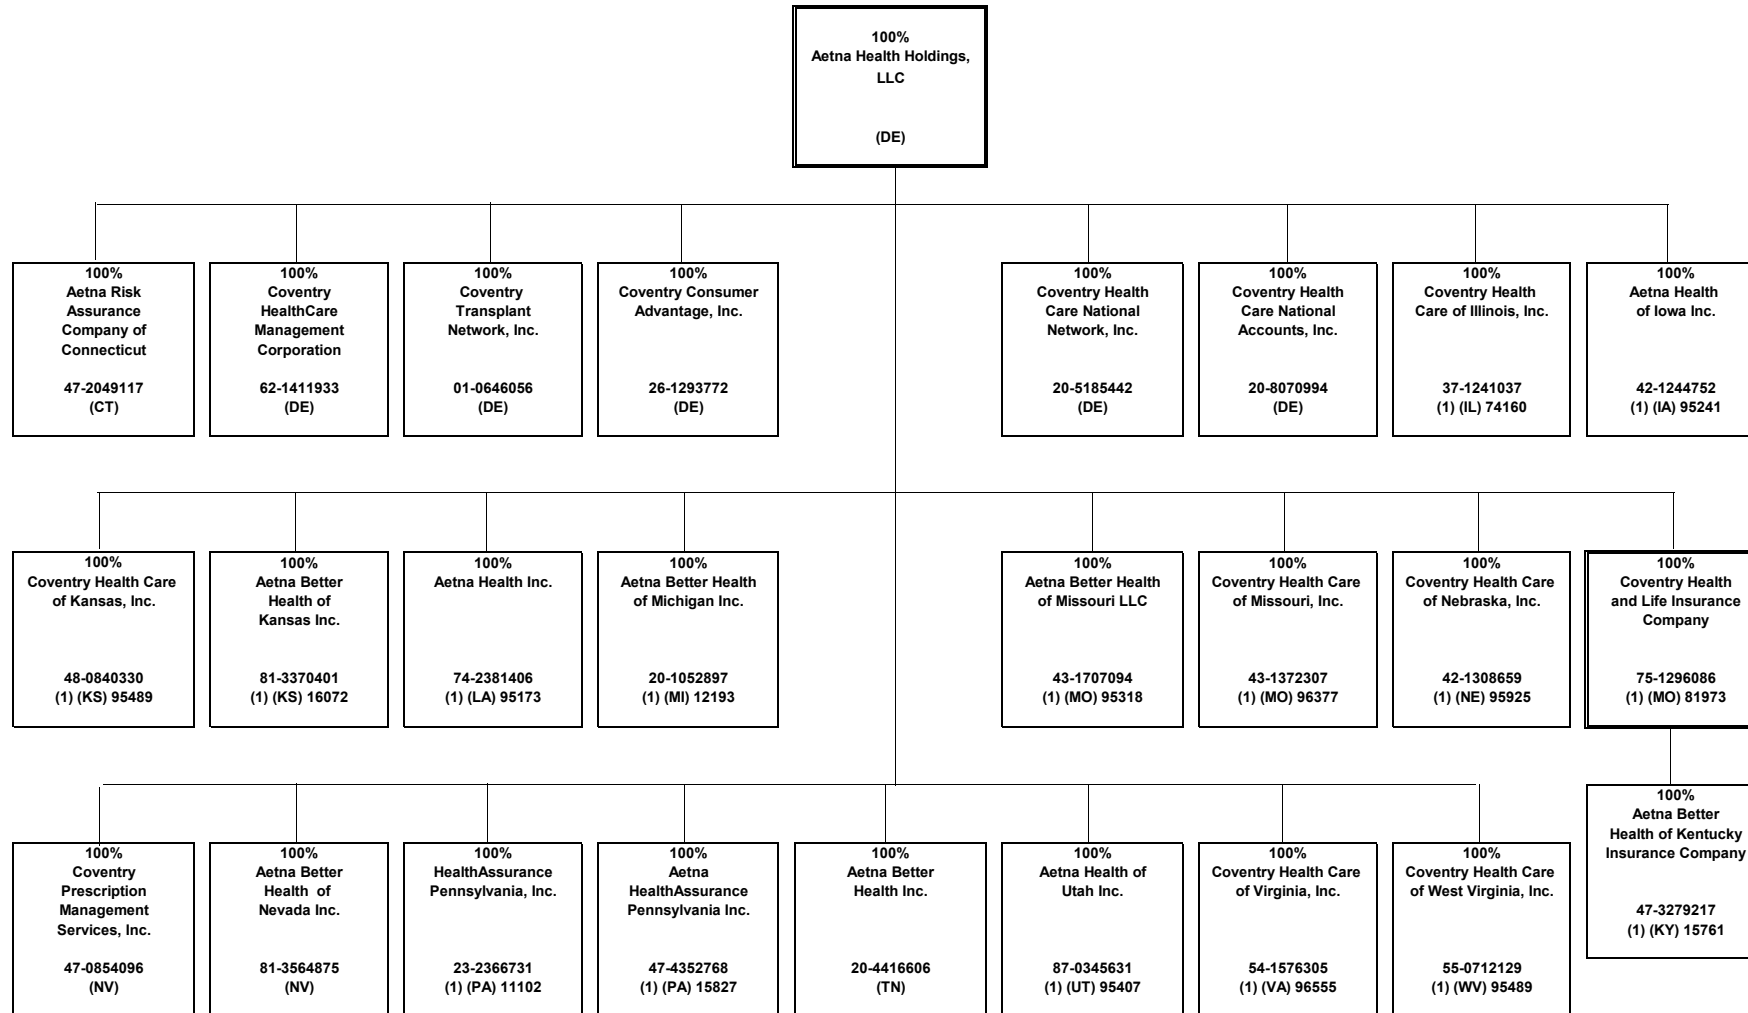 100%
Aetna Health Holdings,
LLC
(DE)
100%
Aetna Risk
Assurance
Company of
Connecticut
47-2049117
(CT)
100%
Coventry
HealthCare
Management
Corporation
62-1411933
(DE)
100%
Coventry
Transplant
Network, Inc.
01-0646056
(DE)
100%
Coventry Consumer
Advantage, Inc.
26-1293772
(DE)
100%
Coventry Health
Care National
Network, Inc.
20-5185442
(DE)
100%
Coventry Health
Care National
Accounts, Inc.
20-8070994
(DE)
100%
Coventry Health
Care of Illinois, Inc.
37-1241037
(1) (IL) 74160
100%
Aetna Health
of Iowa Inc.
42-1244752
(1) (IA) 95241
100%
Coventry Health Care
of Kansas, Inc.
48-0840330
(1) (KS) 95489
100%
Aetna Better
Health of
Kansas Inc.
81-3370401
(1) (KS) 16072
100%
Aetna Health Inc.
74-2381406
(1) (LA) 95173
100%
Aetna Better Health
of Michigan Inc.
20-1052897
(1) (MI) 12193
100%
Aetna Better Health
of Missouri LLC
43-1707094
(1) (MO) 95318
100%
Coventry Health Care
of Missouri, Inc.
43-1372307
(1) (MO) 96377
100%
Coventry Health Care
of Nebraska, Inc.
42-1308659
(1) (NE) 95925
100%
Coventry Health
and Life Insurance
Company
75-1296086
(1) (MO) 81973
100%
Aetna Better
Health of Kentucky
Insurance Company
47-3279217
(1) (KY) 15761
100%
Coventry
Prescription
Management
Services, Inc.
47-0854096
(NV)
100%
Aetna Better
Health of
Nevada Inc.
81-3564875
(NV)
100%
HealthAssurance
Pennsylvania, Inc.
23-2366731
(1) (PA) 11102
100%
Aetna
HealthAssurance
Pennsylvania Inc.
47-4352768
(1) (PA) 15827
100%
Aetna Better
Health Inc.
20-4416606
(TN)
100%
Aetna Health of
Utah Inc.
87-0345631
(1) (UT) 95407
100%
Coventry Health Care
of Virginia, Inc.
54-1576305
(1) (VA) 96555
100%
Coventry Health Care
of West Virginia, Inc.
55-0712129
(1) (WV) 95489